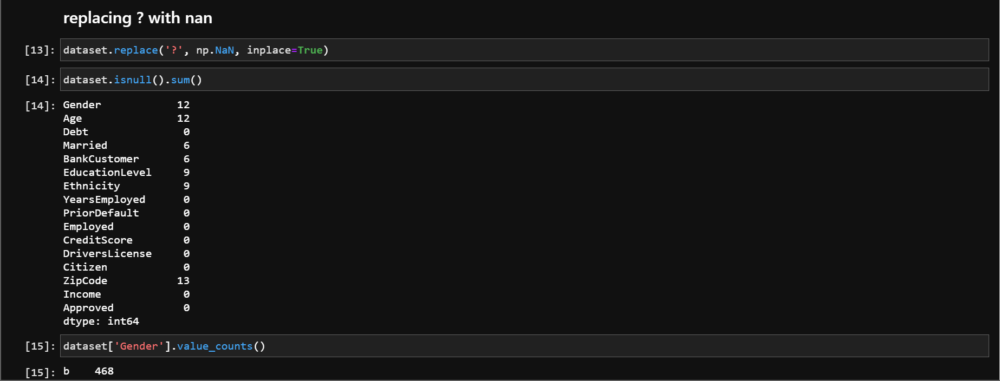 replacing ? with nan
[13]: dataset.replace('?', np.NaN, inplace=True)
[14]: dataset.isnull().sum()
[14]: Gender 12
Age 12
Debt 0
Married 6
BankCustomer 6
EducationLevel 9
Ethnicity 9
YearsEmployed 0
PriorDefault 0
Employed 0
CreditScore 0
DriversLicense 0
Citizen 0
ZipCode 13
Income 0
Approved 0
dtype: int64
[15]: dataset['Gender'].value_counts()
[15]: b 468